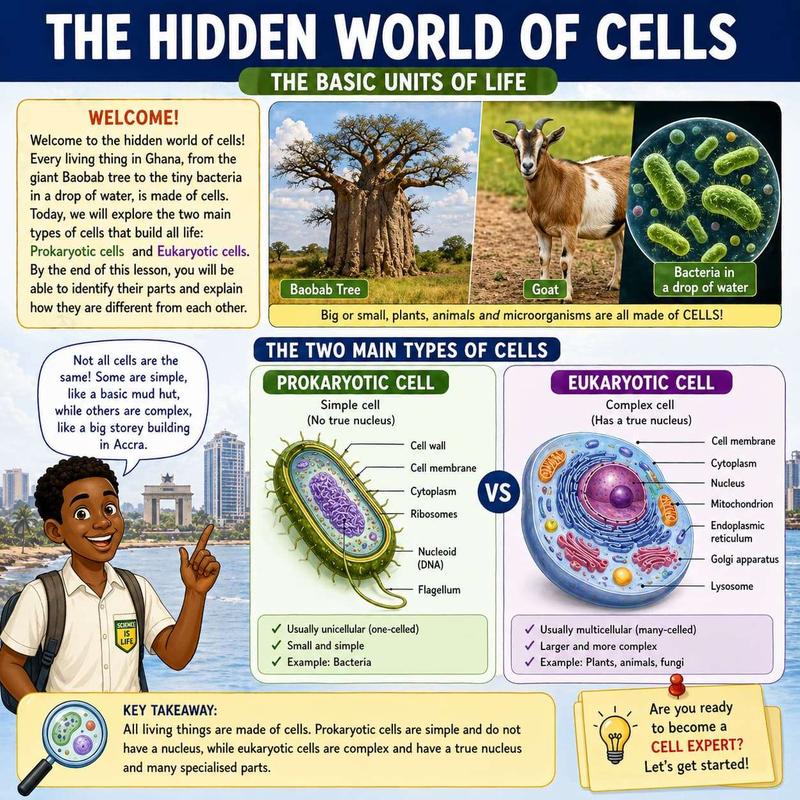 THE HIDDEN WORLD OF CELLS
THE BASIC UNITS OF LIFE
WELCOME!
Welcome to the hidden world of cells!
Every living thing in Ghana, from the
giant Baobab tree to the tiny bacteria
in a drop of water, is made of cells.
Today, we will explore the two main
types of cells that build all life:
Prokaryotic cells and Eukaryotic cells.
By the end of this lesson, you will be
able to identify their parts and explain
how they are different from each other.
Baobab Tree
Goat
Bacteria in
a drop of water
Big or small, plants, animals and microorganisms are all made of CELLS!
Not all cells are the
same! Some are simple,
like a basic mud hut,
while others are complex,
like a big storey building
in Accra.
SCIENCE
IS
LIFE
THE TWO MAIN TYPES OF CELLS
PROKARYOTIC CELL
Simple cell
(No true nucleus)
Cell wall
Cell membrane
Cytoplasm
Ribosomes
Nucleoid
(DNA)
Flagellum
✓ Usually unicellular (one-celled)
✓ Small and simple
✓ Example: Bacteria
VS
EUKARYOTIC CELL
Complex cell
(Has a true nucleus)
Cell membrane
Cytoplasm
Nucleus
Mitochondrion
Endoplasmic
reticulum
Golgi apparatus
Lysosome
✓ Usually multicellular (many-celled)
✓ Larger and more complex
✓ Example: Plants, animals, fungi
KEY TAKEAWAY:
All living things are made of cells. Prokaryotic cells are simple and do not
have a nucleus, while eukaryotic cells are complex and have a true nucleus
and many specialised parts.
Are you ready
to become a
CELL EXPERT?
Let's get started!